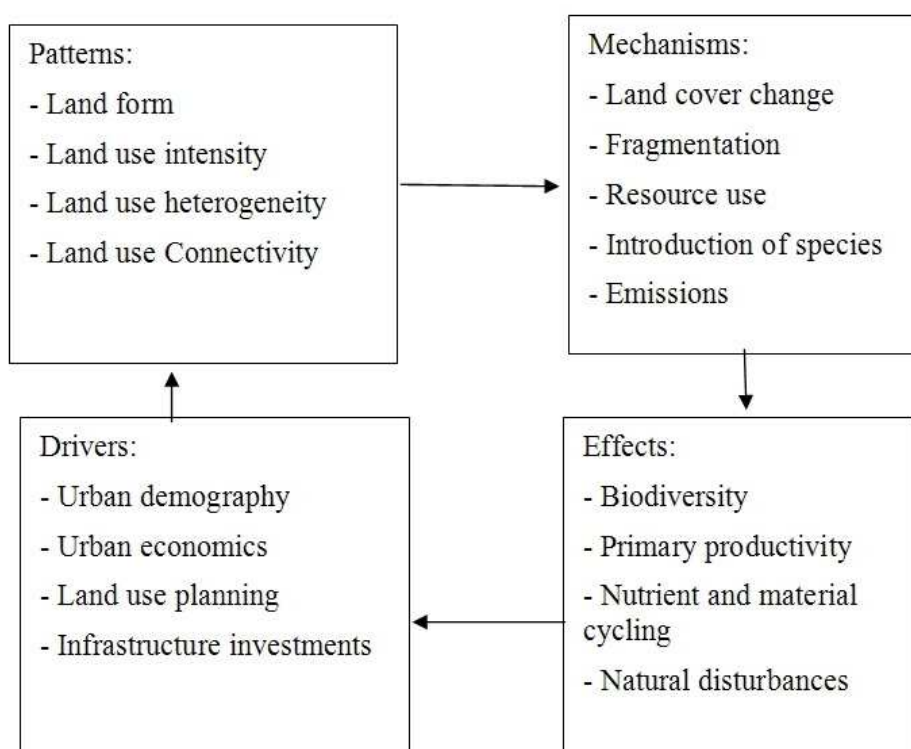 Patterns:
- Land form
- Land use intensity
- Land use heterogeneity
- Land use Connectivity
Mechanisms:
- Land cover change
- Fragmentation
- Resource use
- Introduction of species
- Emissions
Drivers:
- Urban demography
- Urban economics
- Land use planning
- Infrastructure investments
Effects:
- Biodiversity
- Primary productivity
- Nutrient and material
cycling
- Natural disturbances